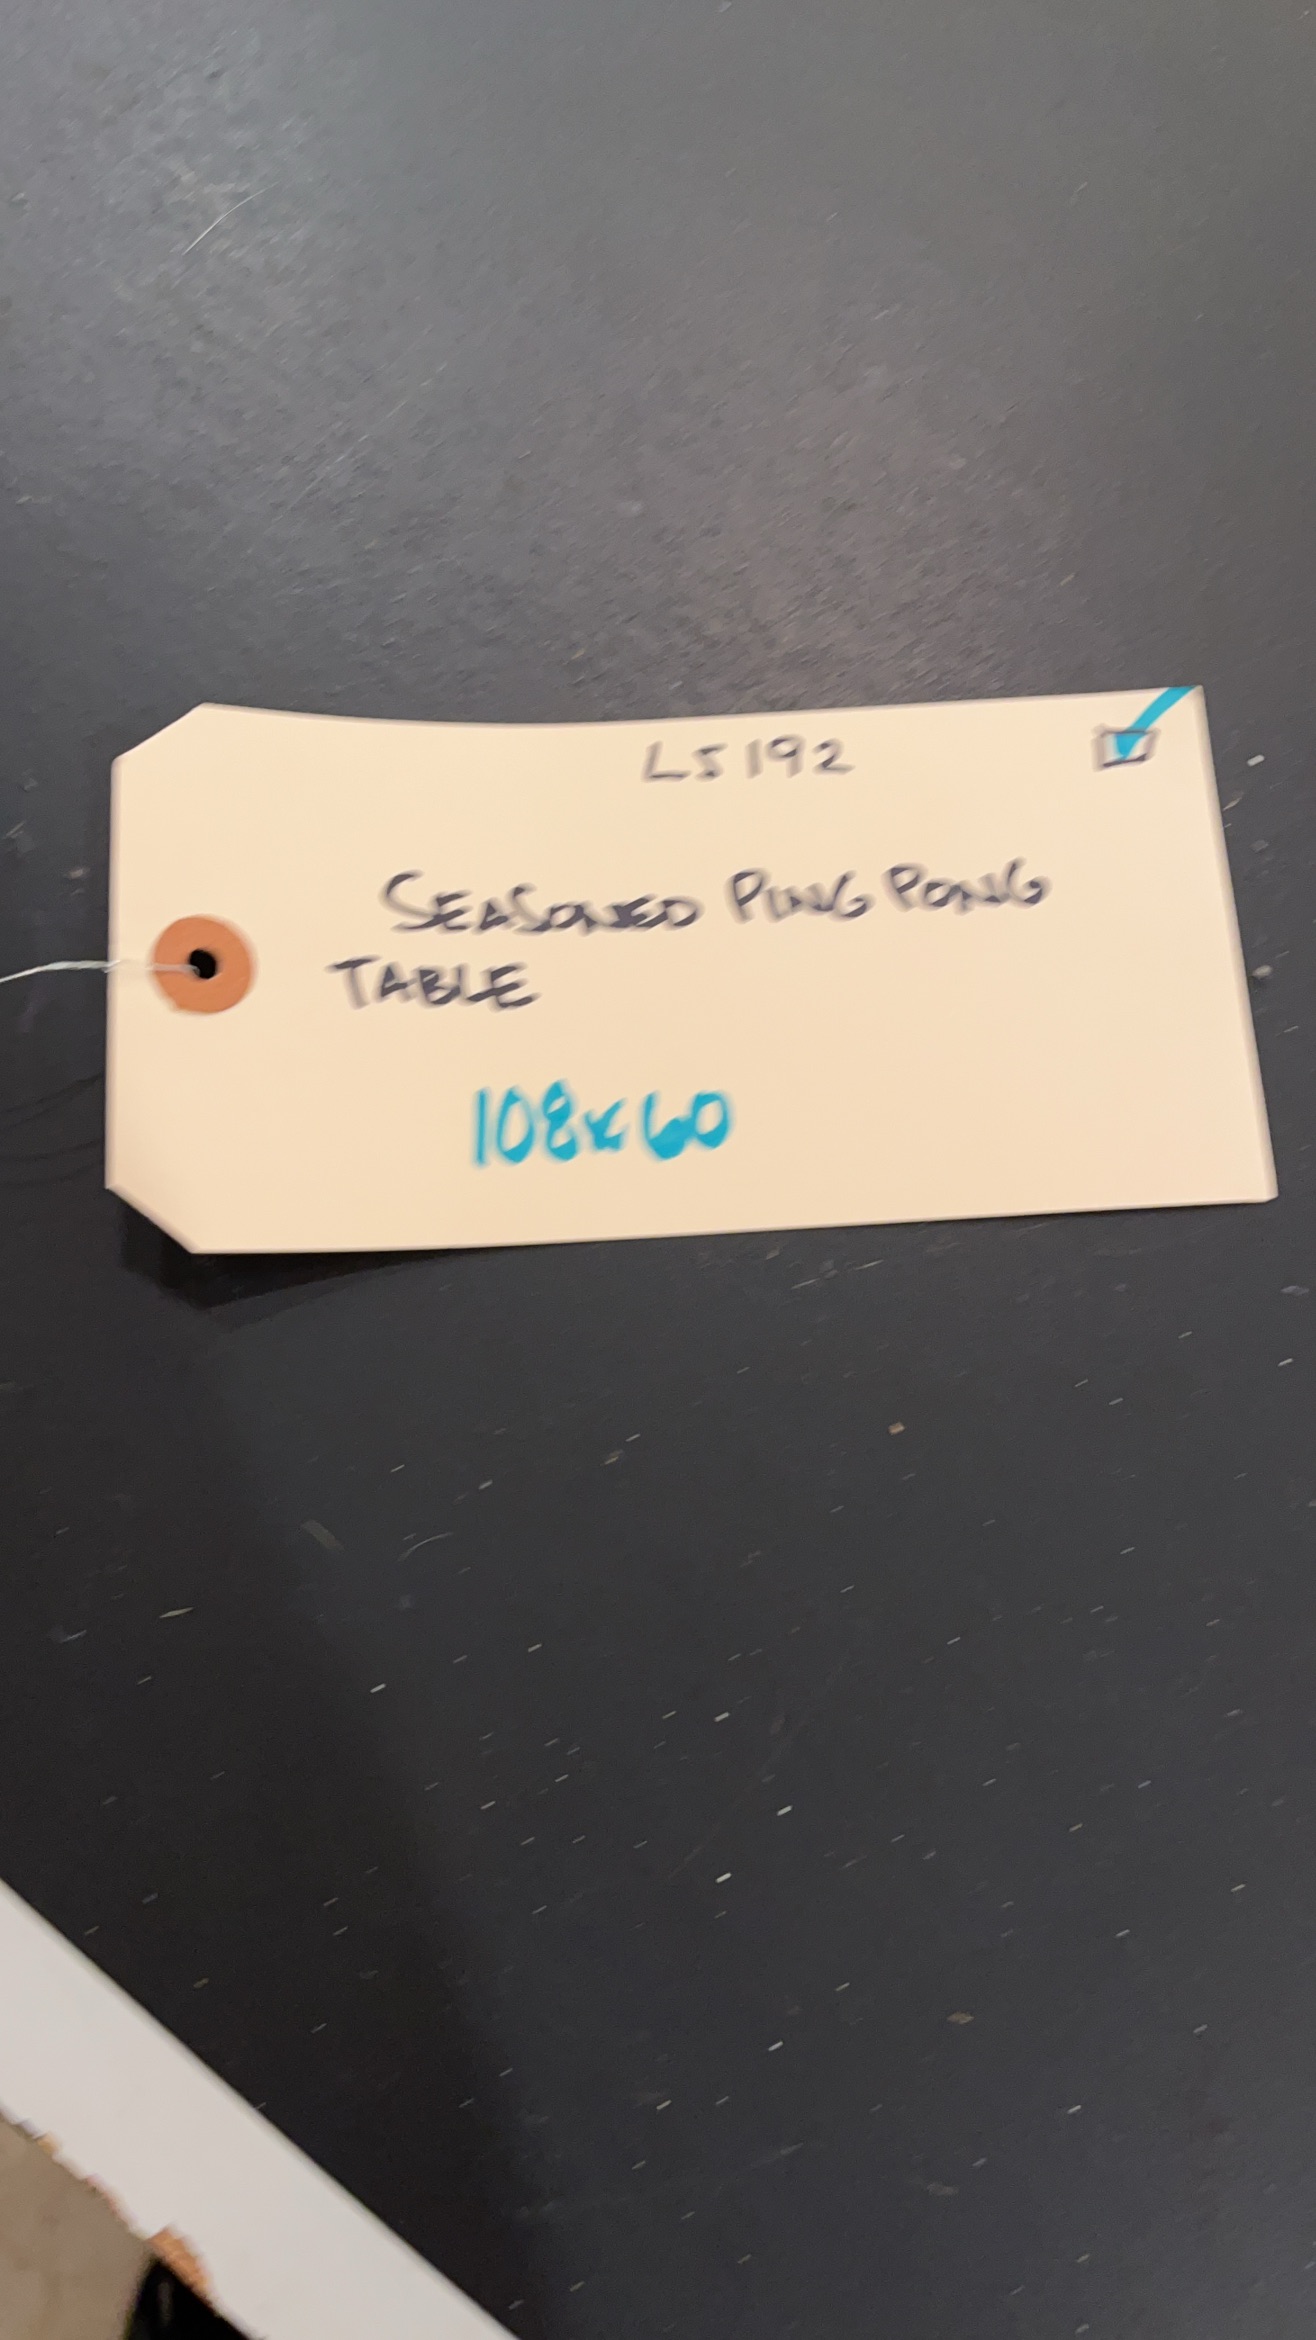 LS192
SEASONED PING PONG
TABLE
108x60